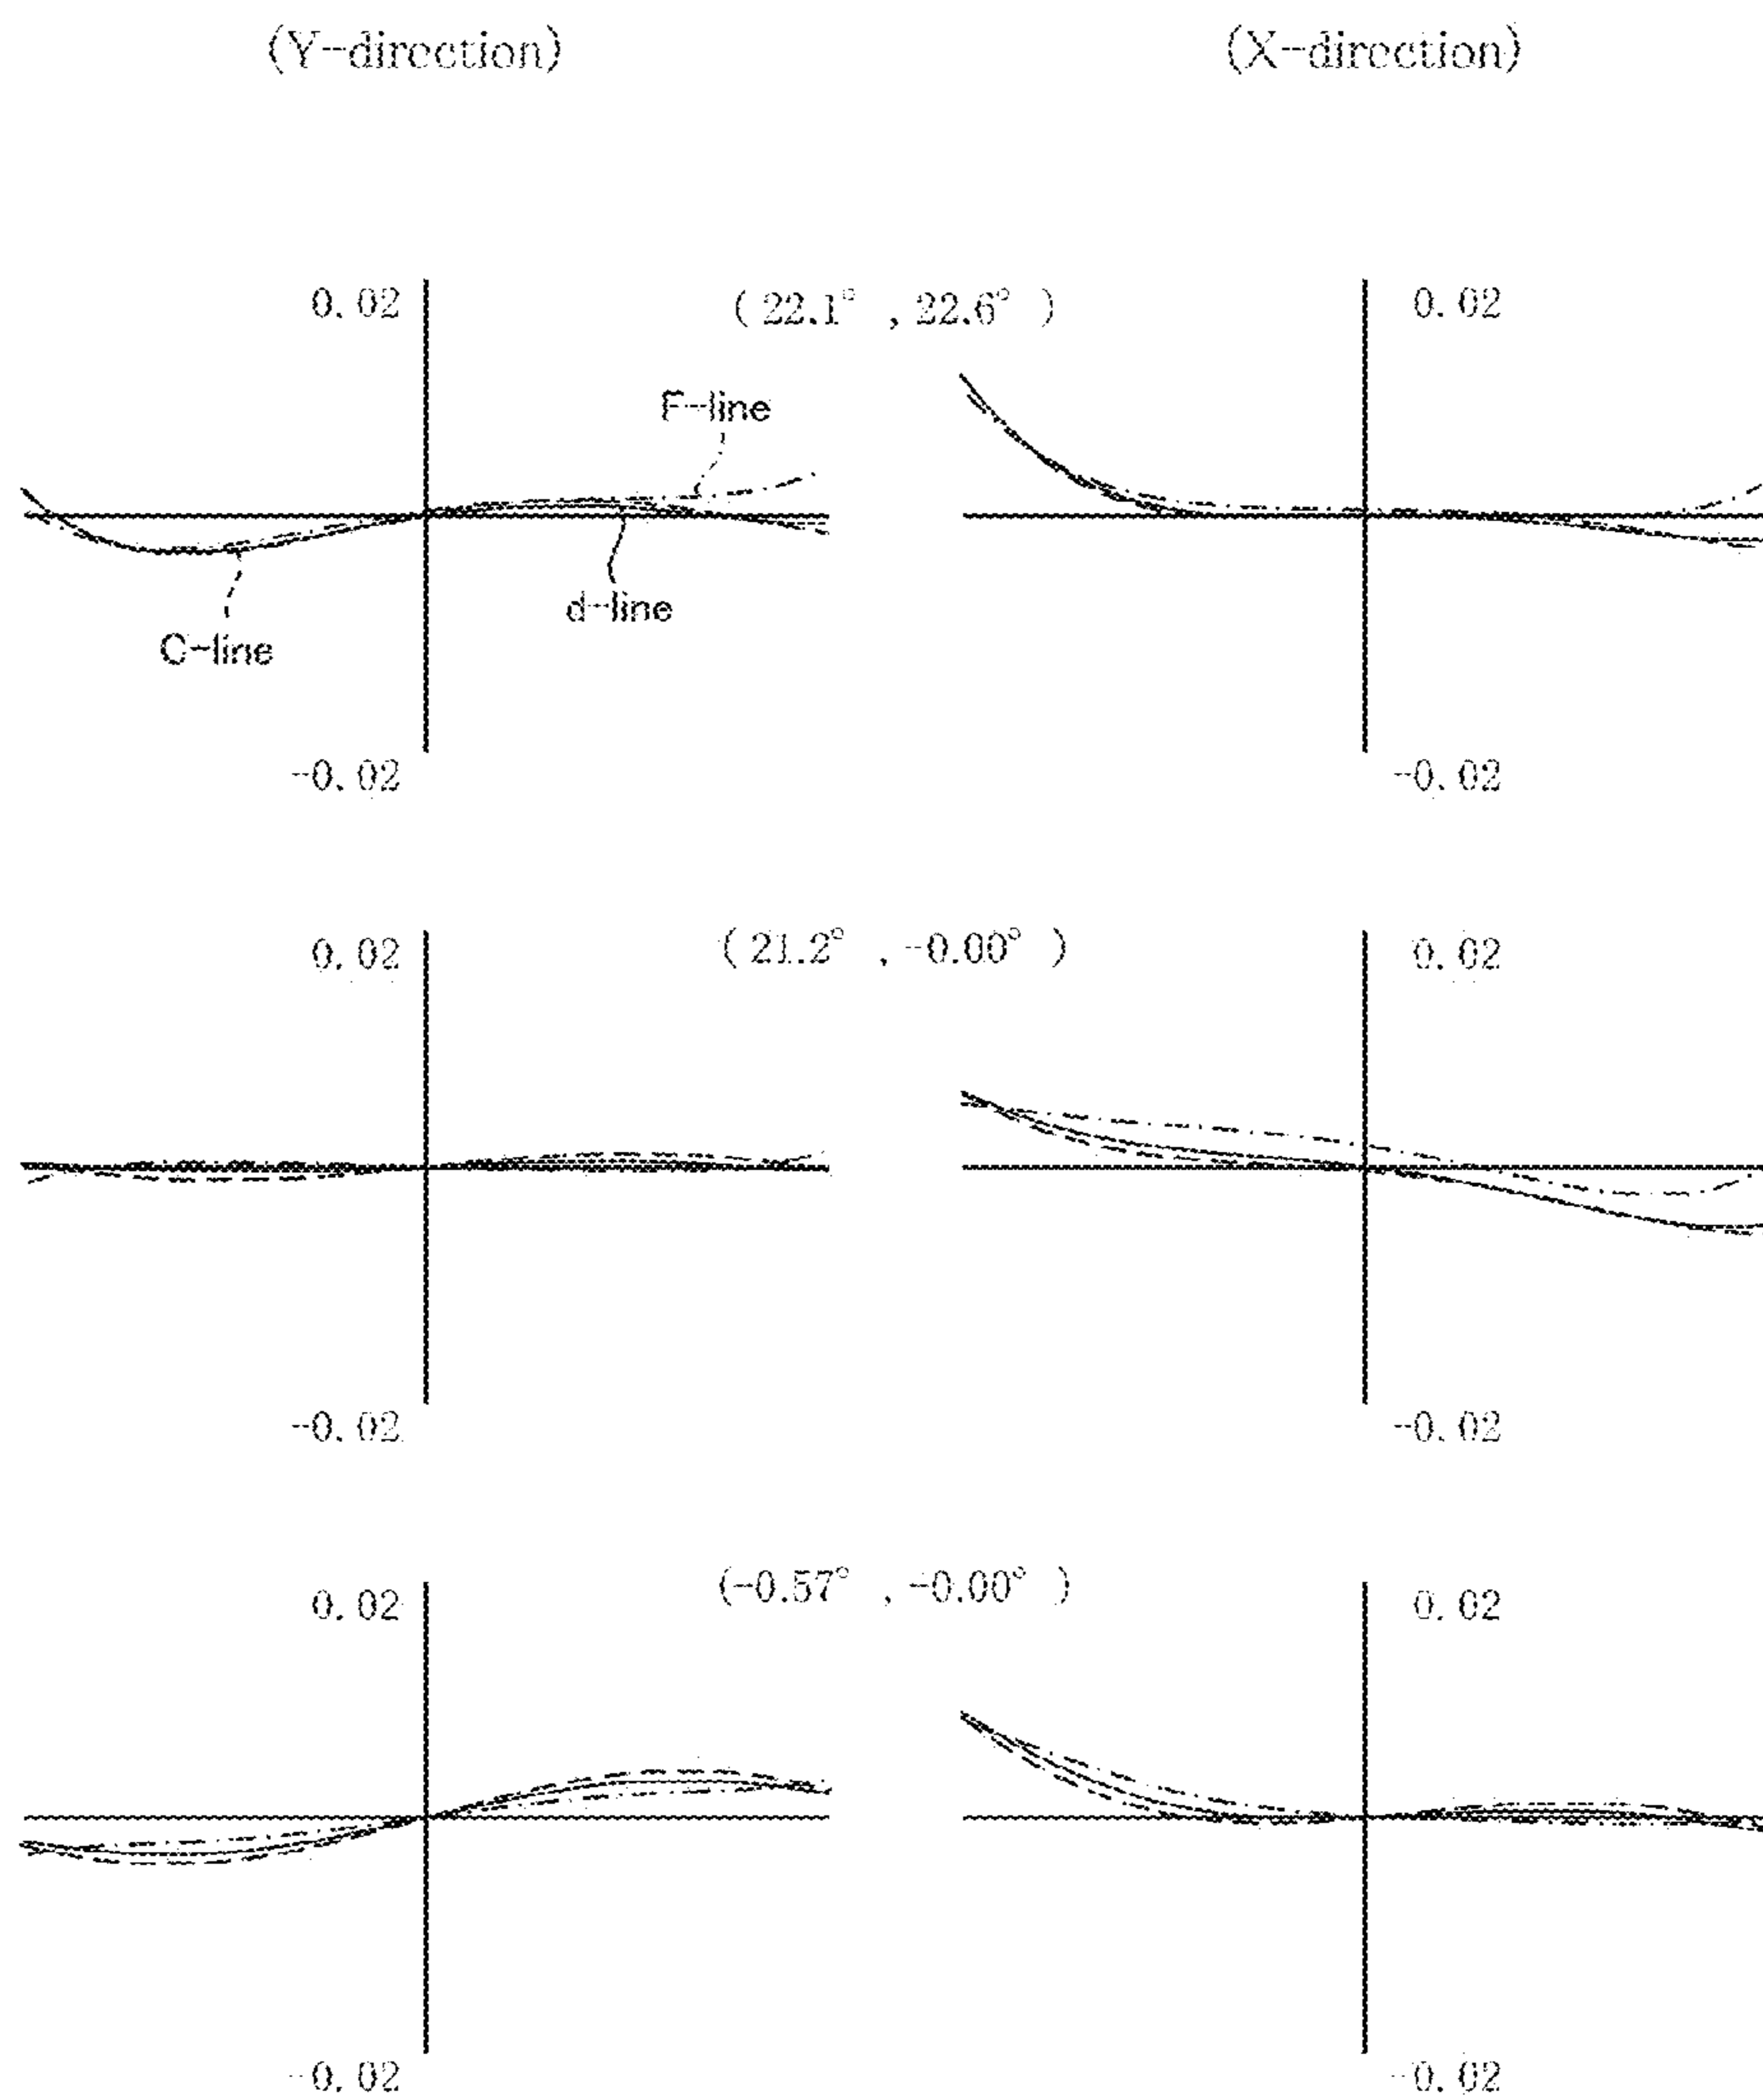 (Y-direction) (X-direction)
0.02 (22.1° , 22.6° ) 0.02
F-line
d-line
C-line
-0.02 -0.02
0.02 (21.2° , -0.00° ) 0.02
-0.02 -0.02
0.02 (-0.57° , -0.00° ) 0.02
-0.02 -0.02